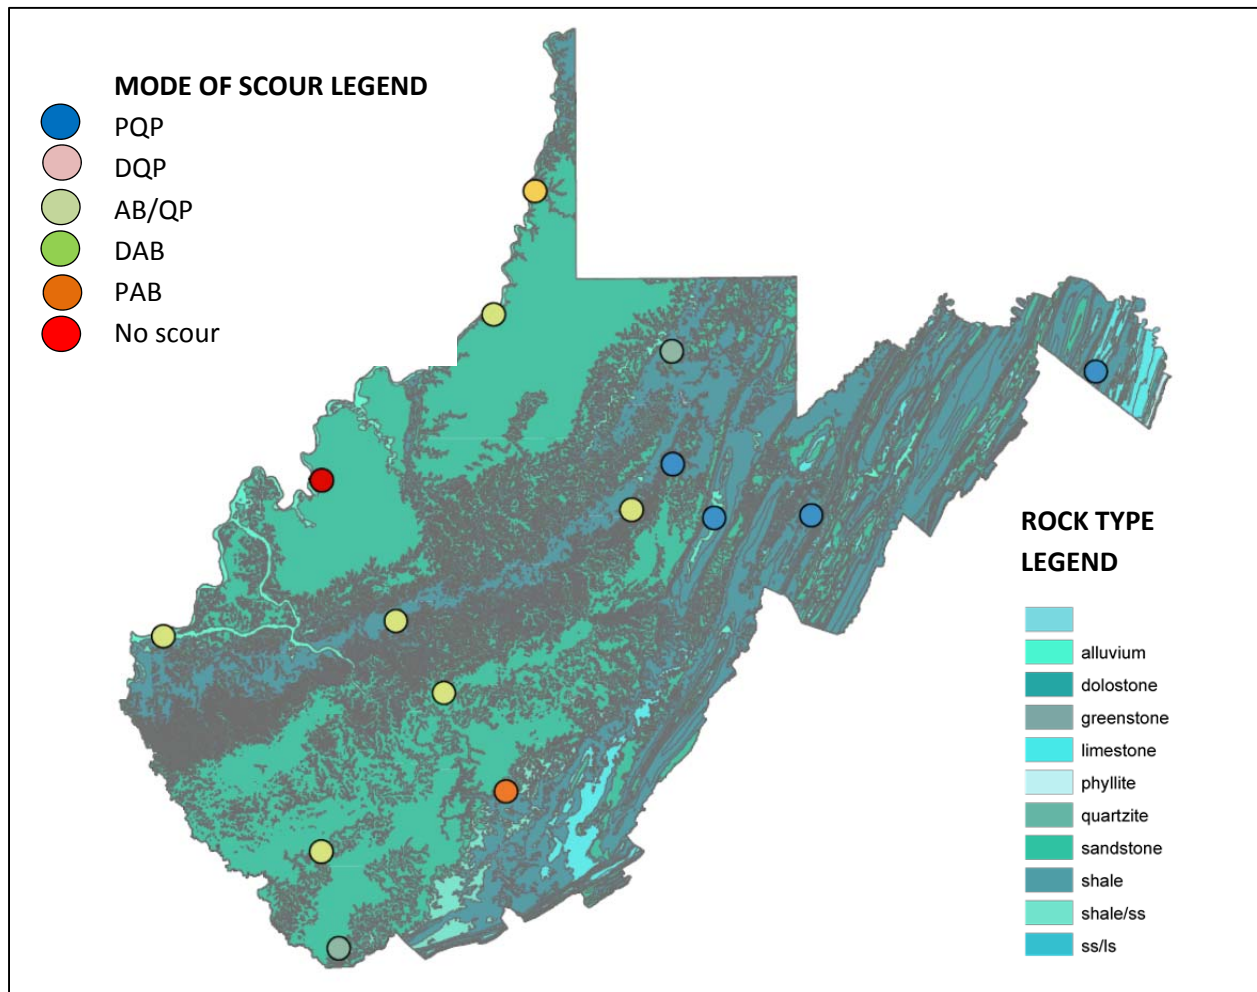 MODE OF SCOUR LEGEND
PQP
DQP
AB/QP
DAB
PAB
No scour
ROCK TYPE
LEGEND
alluvium
dolostone
greenstone
limestone
phyllite
quartzite
sandstone
shale
shale/ss
ss/ls